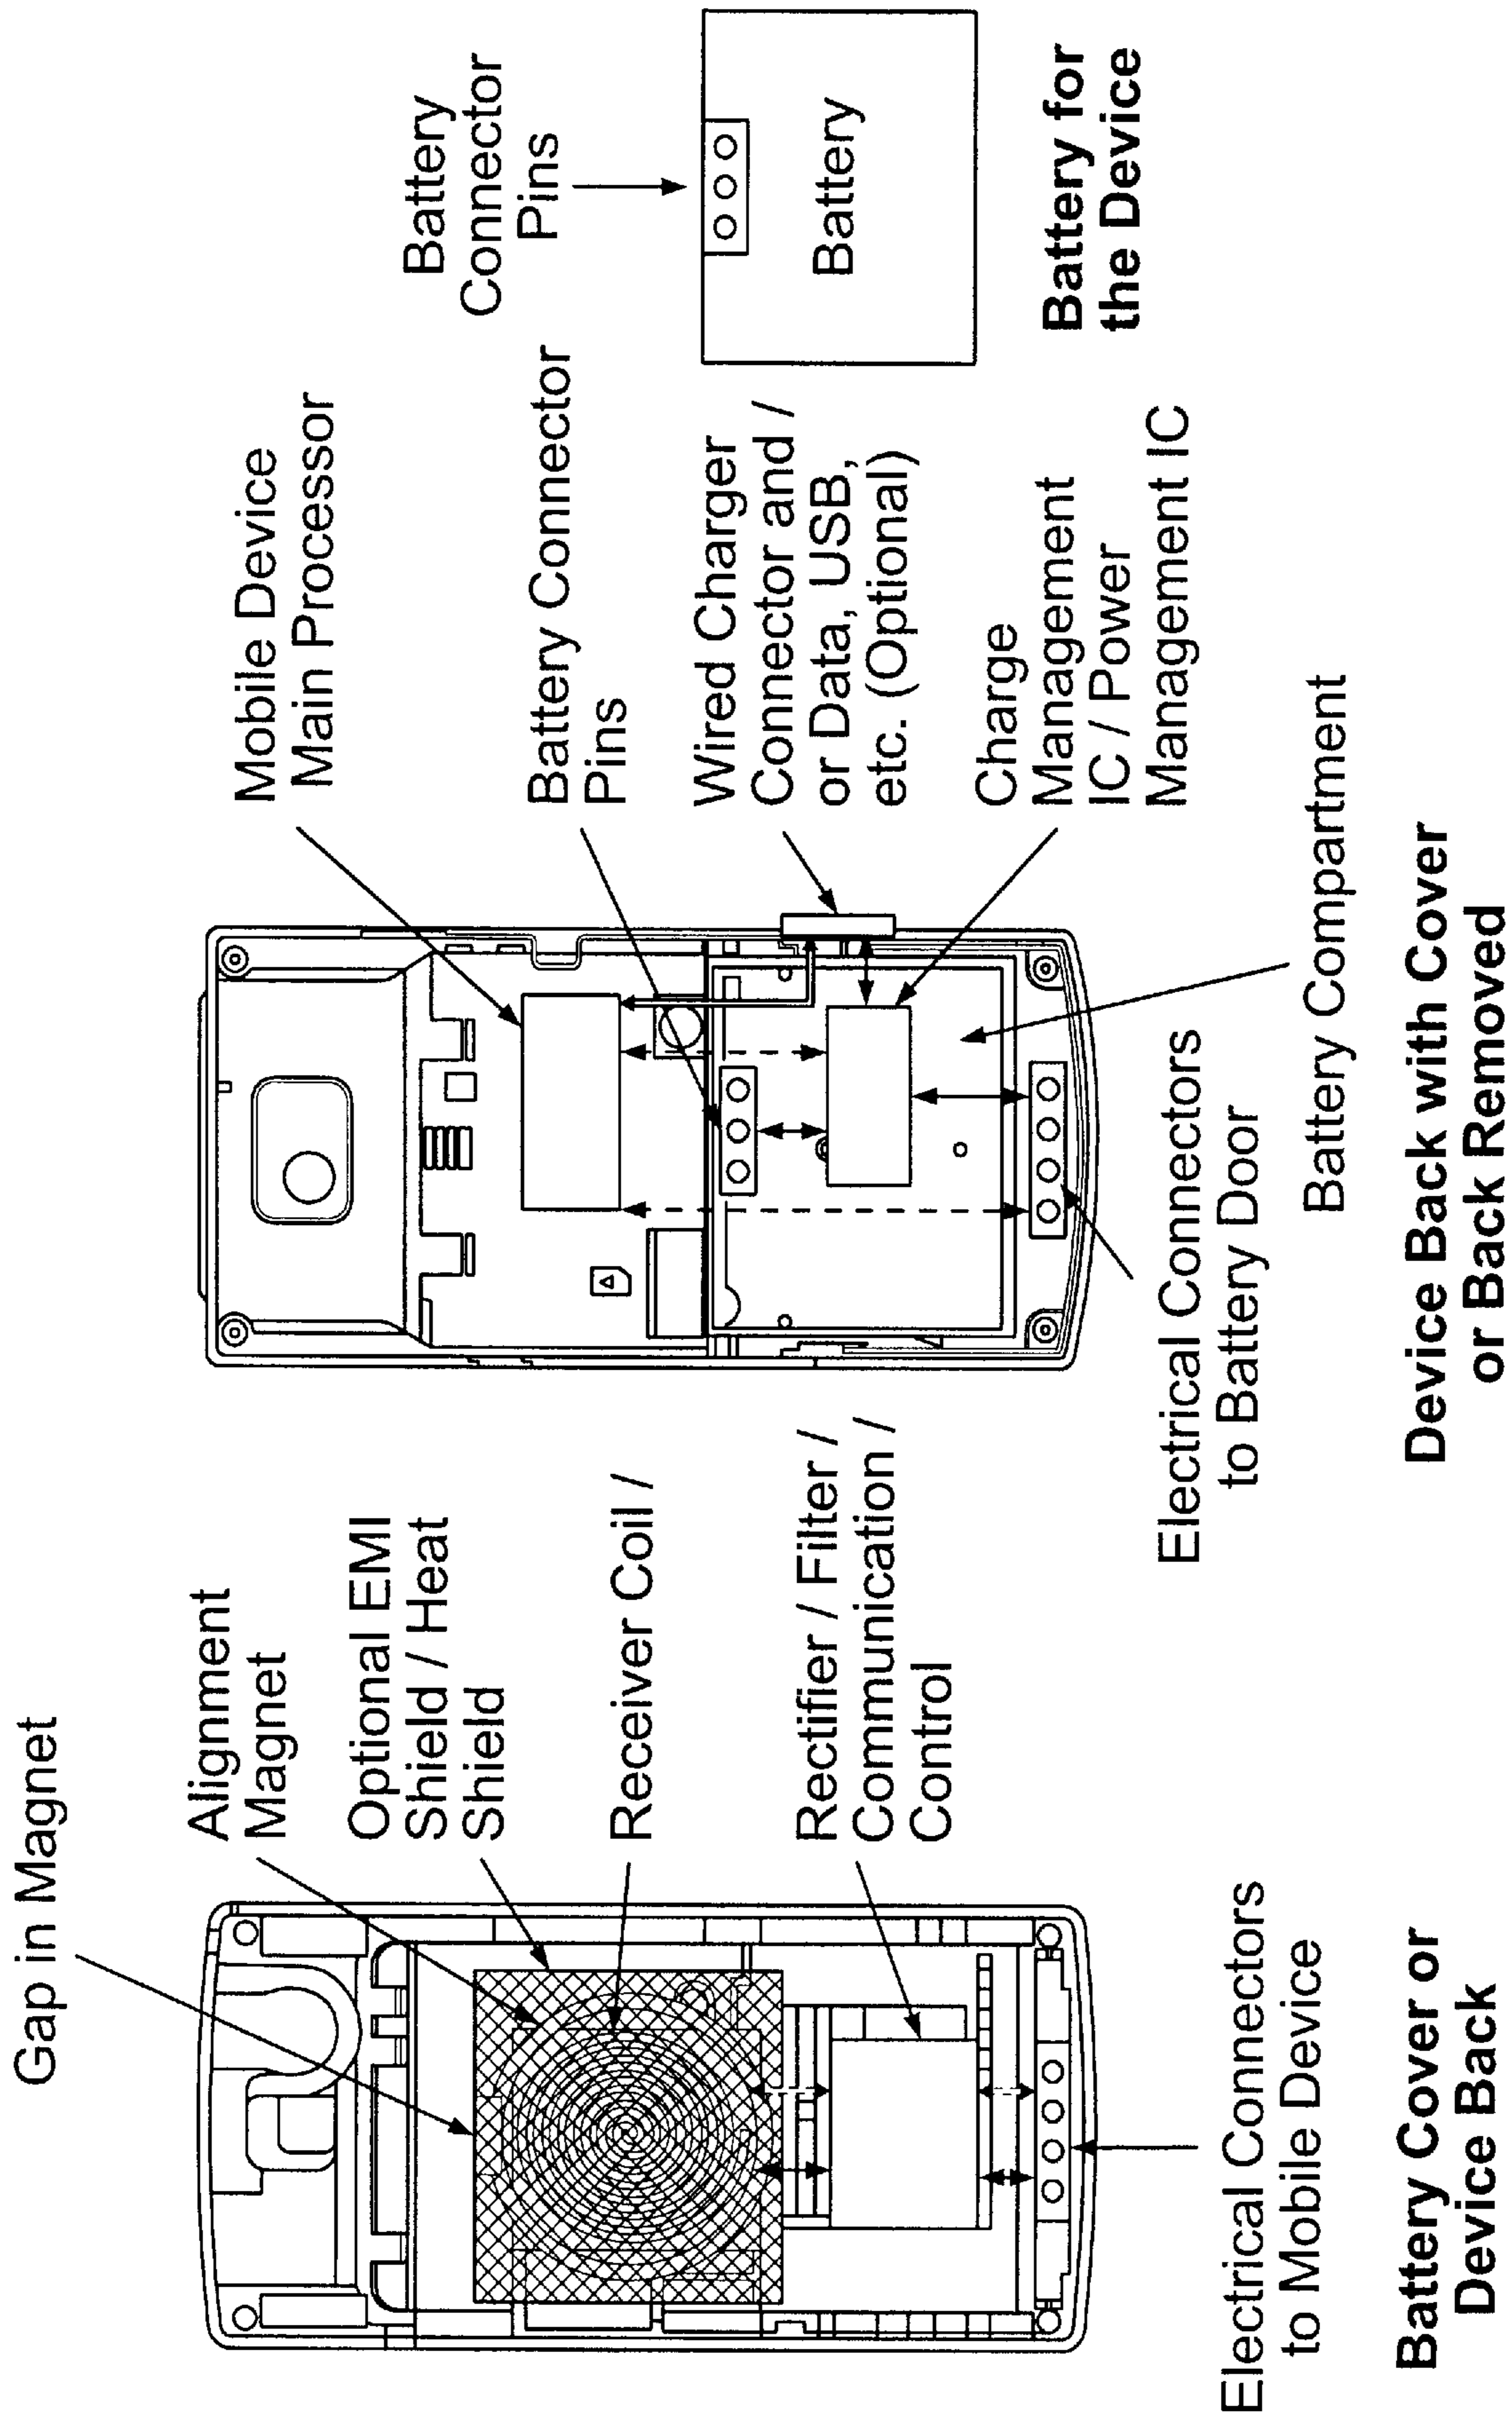 Gap in Magnet
Alignment
Magnet
Optional EMI
Shield / Heat
Shield
Receiver Coil /
Rectifier / Filter /
Communication /
Control
Electrical Connectors
to Mobile Device
Battery Cover or
Device Back
Mobile Device
Main Processor
Battery Connector
Pins
Wired Charger
Connector and /
or Data, USB,
etc. (Optional)
Charge
Management
IC / Power
Management IC
Battery Compartment
Electrical Connectors
to Battery Door
Device Back with Cover
or Back Removed
Battery
Connector
Pins
Battery
Battery for
the Device